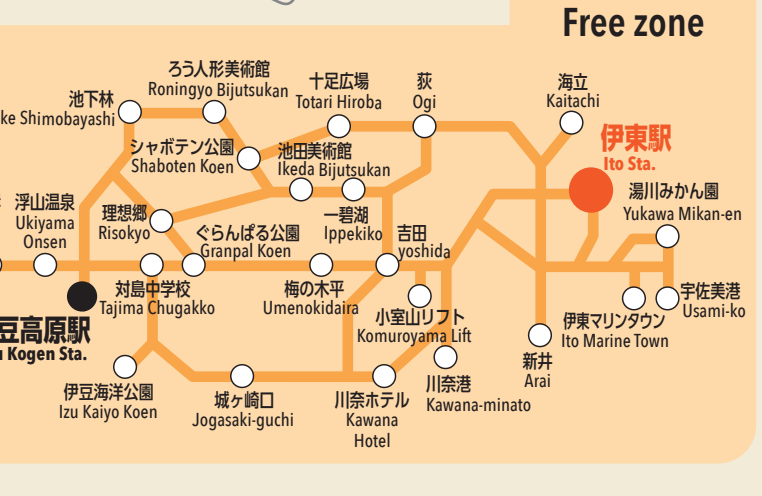 Free zone
ろう人形美術館
Roningyo Bijutsukan
池下林
ke Shimobayashi
十足広場
Totari Hiroba
荻
Ogi
海立
Kaitachi
伊東駅
Ito Sta.
シャボテン公園
Shaboten Koen
池田美術館
Ikeda Bijutsukan
湯川みかん園
Yukawa Mikan-en
浮山温泉
Ukiyama
Onsen
理想郷
Risokyo
ぐらんぱる公園
Granpal Koen
一碧湖
Ippekiko
吉田
yoshida
対島中学校
Tajima Chugakko
梅の木平
Umenokidaira
小室山リフト
Komuroyama Lift
伊東マリンタウン
Ito Marine Town
宇佐美港
Usami-ko
豆高原駅
Kogen Sta.
新井
Arai
伊豆海洋公園
Izu Kaiyo Koen
城ヶ崎口
Jogasaki-guchi
川奈ホテル
Kawana
Hotel
川奈港
Kawana-minato